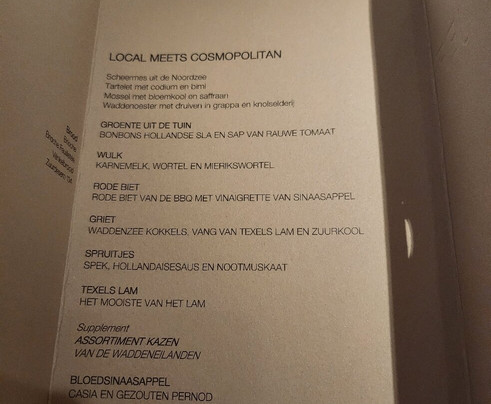 LOCAL MEETS COSMOPOLITAN
Scheermes uit de Noordzee
Tartelet met codium en bimi
Mossel met bloemkool en saffraan
Waddenoester met druiven in grappa en knolselderij
GROENTE UIT DE TUIN
BONBONS HOLLANDSE SLA EN SAP VAN RAUWE TOMAAT
WULK
KARNEMELK, WORTEL EN MIERIKSWORTEL
RODE BIET
RODE BIET VAN DE BBQ MET VINAIGRETTE VAN SINAASAPPEL
GRIET
WADDENZEE KOKKELS, VANG VAN TEXELS LAM EN ZUURKOOL
SPRUITJES
SPEK, HOLLANDAISESAUS EN NOOTMUSKAAT
TEXELS LAM
HET MOOISTE VAN HET LAM
Supplement
ASSORTIMENT KAZEN
VAN DE WADDENEILANDEN
BLOEDSINAASAPPEL
CASIA EN GEZOUTEN PERNOD